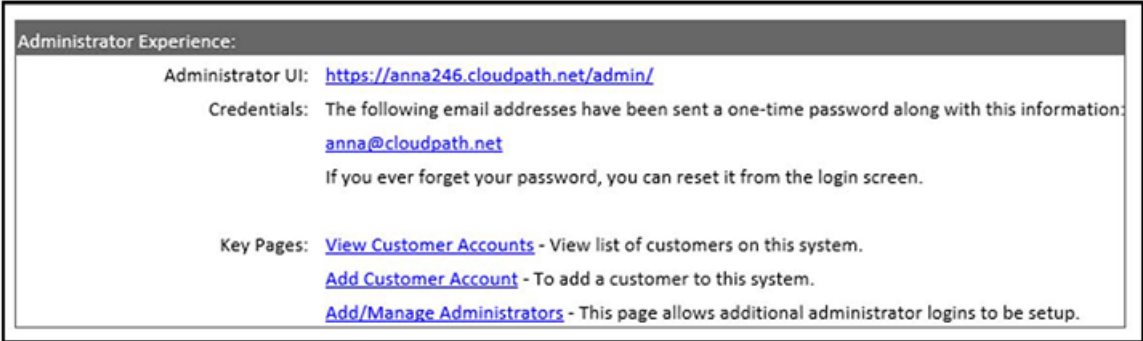 Administrator Experience:
Administrator UI: https://anna246.cloudpath.net/admin/
Credentials: The following email addresses have been sent a one-time password along with this information:
anna@cloudpath.net
If you ever forget your password, you can reset it from the login screen.
Key Pages: View Customer Accounts - View list of customers on this system.
Add Customer Account - To add a customer to this system.
Add/Manage Administrators - This page allows additional administrator logins to be setup.